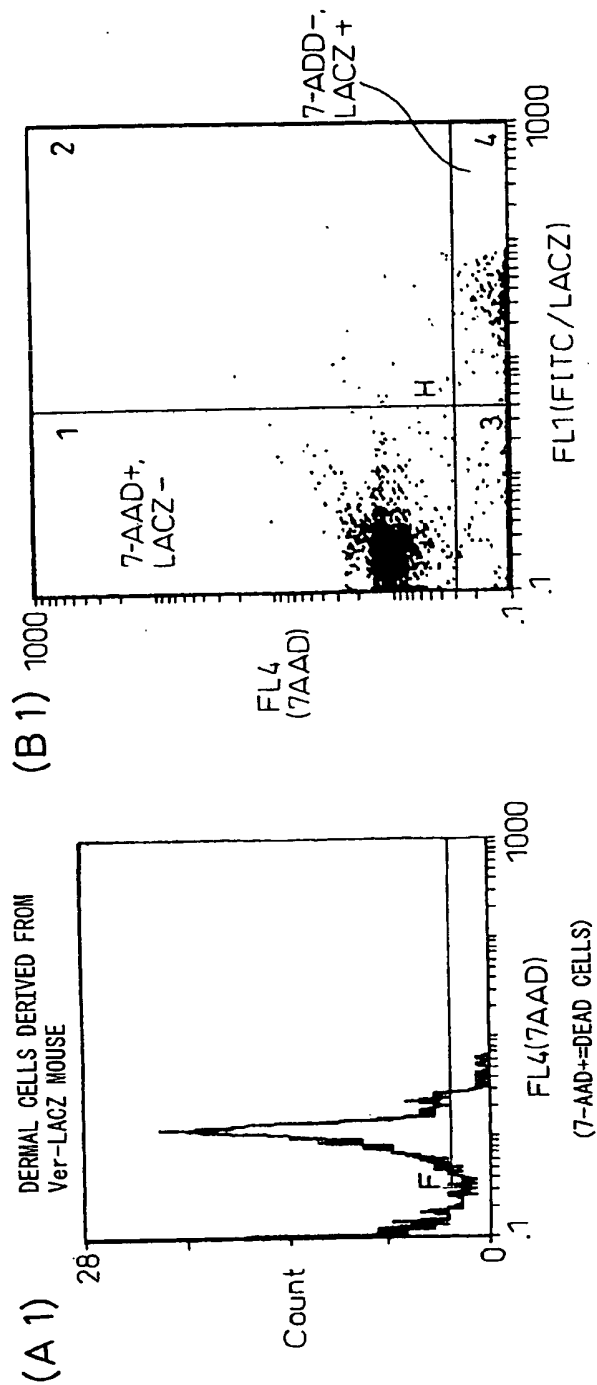 (A1)
DERMAL CELLS DERIVED FROM
Ver-LACZ MOUSE
28
Count
0
F
.1
1000
FL4(7AAD)
(7-AAD+=DEAD CELLS)
(B1)
1000
FL4
(7AAD)
.1
1
2
7-AAD+,
LACZ-
H
3
4
7-ADD-,
LACZ+
.1
1000
FL1(FITC/LACZ)